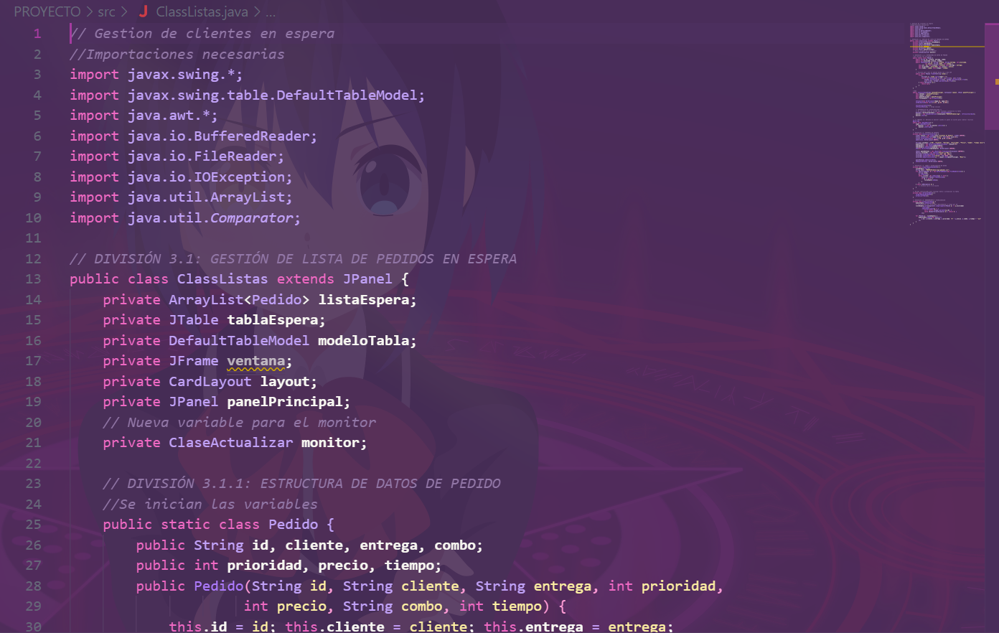 PROYECTO > src > J ClassListas.java > ...
1 // Gestion de clientes en espera
2 //Importaciones necesarias
3 import javax.swing.*;
4 import javax.swing.table.DefaultTableModel;
5 import java.awt.*;
6 import java.io.BufferedReader;
7 import java.io.FileReader;
8 import java.io.IOException;
9 import java.util.ArrayList;
10 import java.util.Comparator;
11
12 // DIVISIÓN 3.1: GESTIÓN DE LISTA DE PEDIDOS EN ESPERA
13 public class ClassListas extends JPanel {
14 private ArrayList<Pedido> listaEspera;
15 private JTable tablaEspera;
16 private DefaultTableModel modeloTabla;
17 private JFrame ventana;
18 private CardLayout layout;
19 private JPanel panelPrincipal;
20 // Nueva variable para el monitor
21 private ClaseActualizar monitor;
22
23 // DIVISIÓN 3.1.1: ESTRUCTURA DE DATOS DE PEDIDO
24 //Se inician las variables
25 public static class Pedido {
26 public String id, cliente, entrega, combo;
27 public int prioridad, precio, tiempo;
28 public Pedido(String id, String cliente, String entrega, int prioridad,
29 int precio, String combo, int tiempo) {
30 this.id = id; this.cliente = cliente; this.entrega = entrega;